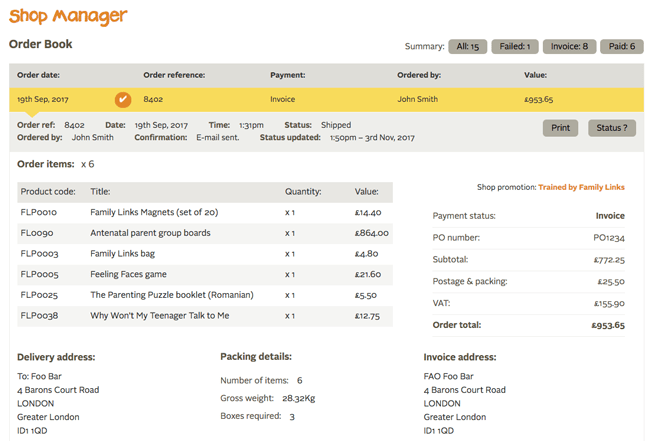 Shop Manager
Order Book
Summary: All: 15 Failed: 1 Invoice: 8 Paid: 6
Order date: Order reference: Payment: Ordered by: Value:
19th Sep, 2017 8402 Invoice John Smith £953.65
Order ref: 8402 Date: 19th Sep, 2017 Time: 1:31pm Status: Shipped
Ordered by: John Smith Confirmation: E-mail sent. Status updated: 1:50pm – 3rd Nov, 2017
Print Status ?
Order items: x 6
Product code: Title: Quantity: Value:
FLP0010 Family Links Magnets (set of 20) x 1 £14.40
FL0090 Antenatal parent group boards x 1 £864.00
FLP0003 Family Links bag x 1 £4.80
FLP0005 Feeling Faces game x 1 £21.60
FLP0025 The Parenting Puzzle booklet (Romanian) x 1 £5.50
FLP0038 Why Won't My Teenager Talk to Me x 1 £12.75
Shop promotion: Trained by Family Links
Payment status: Invoice
PO number: PO1234
Subtotal: £772.25
Postage & packing: £25.50
VAT: £155.90
Order total: £953.65
Delivery address:
To: Foo Bar
4 Barons Court Road
LONDON
Greater London
ID1 1QD
Packing details:
Number of items: 6
Gross weight: 28.32Kg
Boxes required: 3
Invoice address:
FAO Foo Bar
4 Barons Court Road
LONDON
Greater London
ID1 1QD